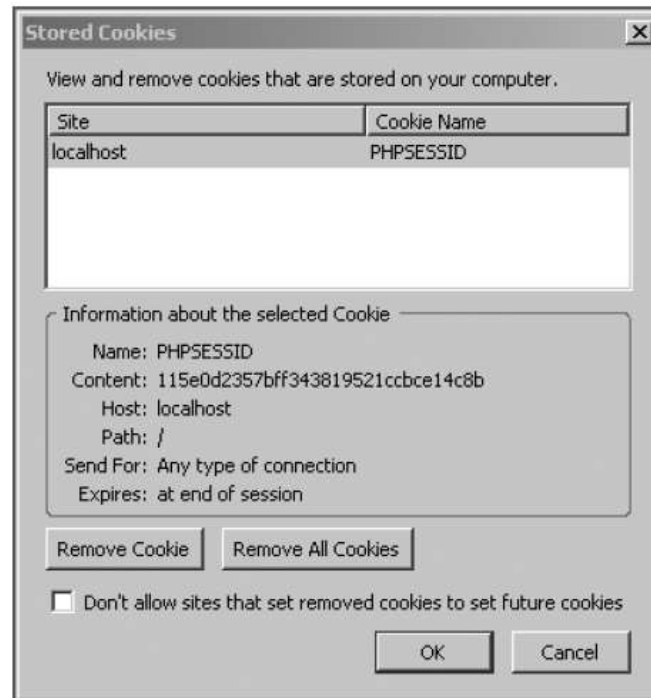 Stored Cookies
View and remove cookies that are stored on your computer.
Site Cookie Name
localhost PHPSESSID
Information about the selected Cookie
Name: PHPSESSID
Content: 115e0d2357bff343819521ccbce14c8b
Host: localhost
Path: /
Send For: Any type of connection
Expires: at end of session
Remove Cookie Remove All Cookies
Don't allow sites that set removed cookies to set future cookies
OK Cancel